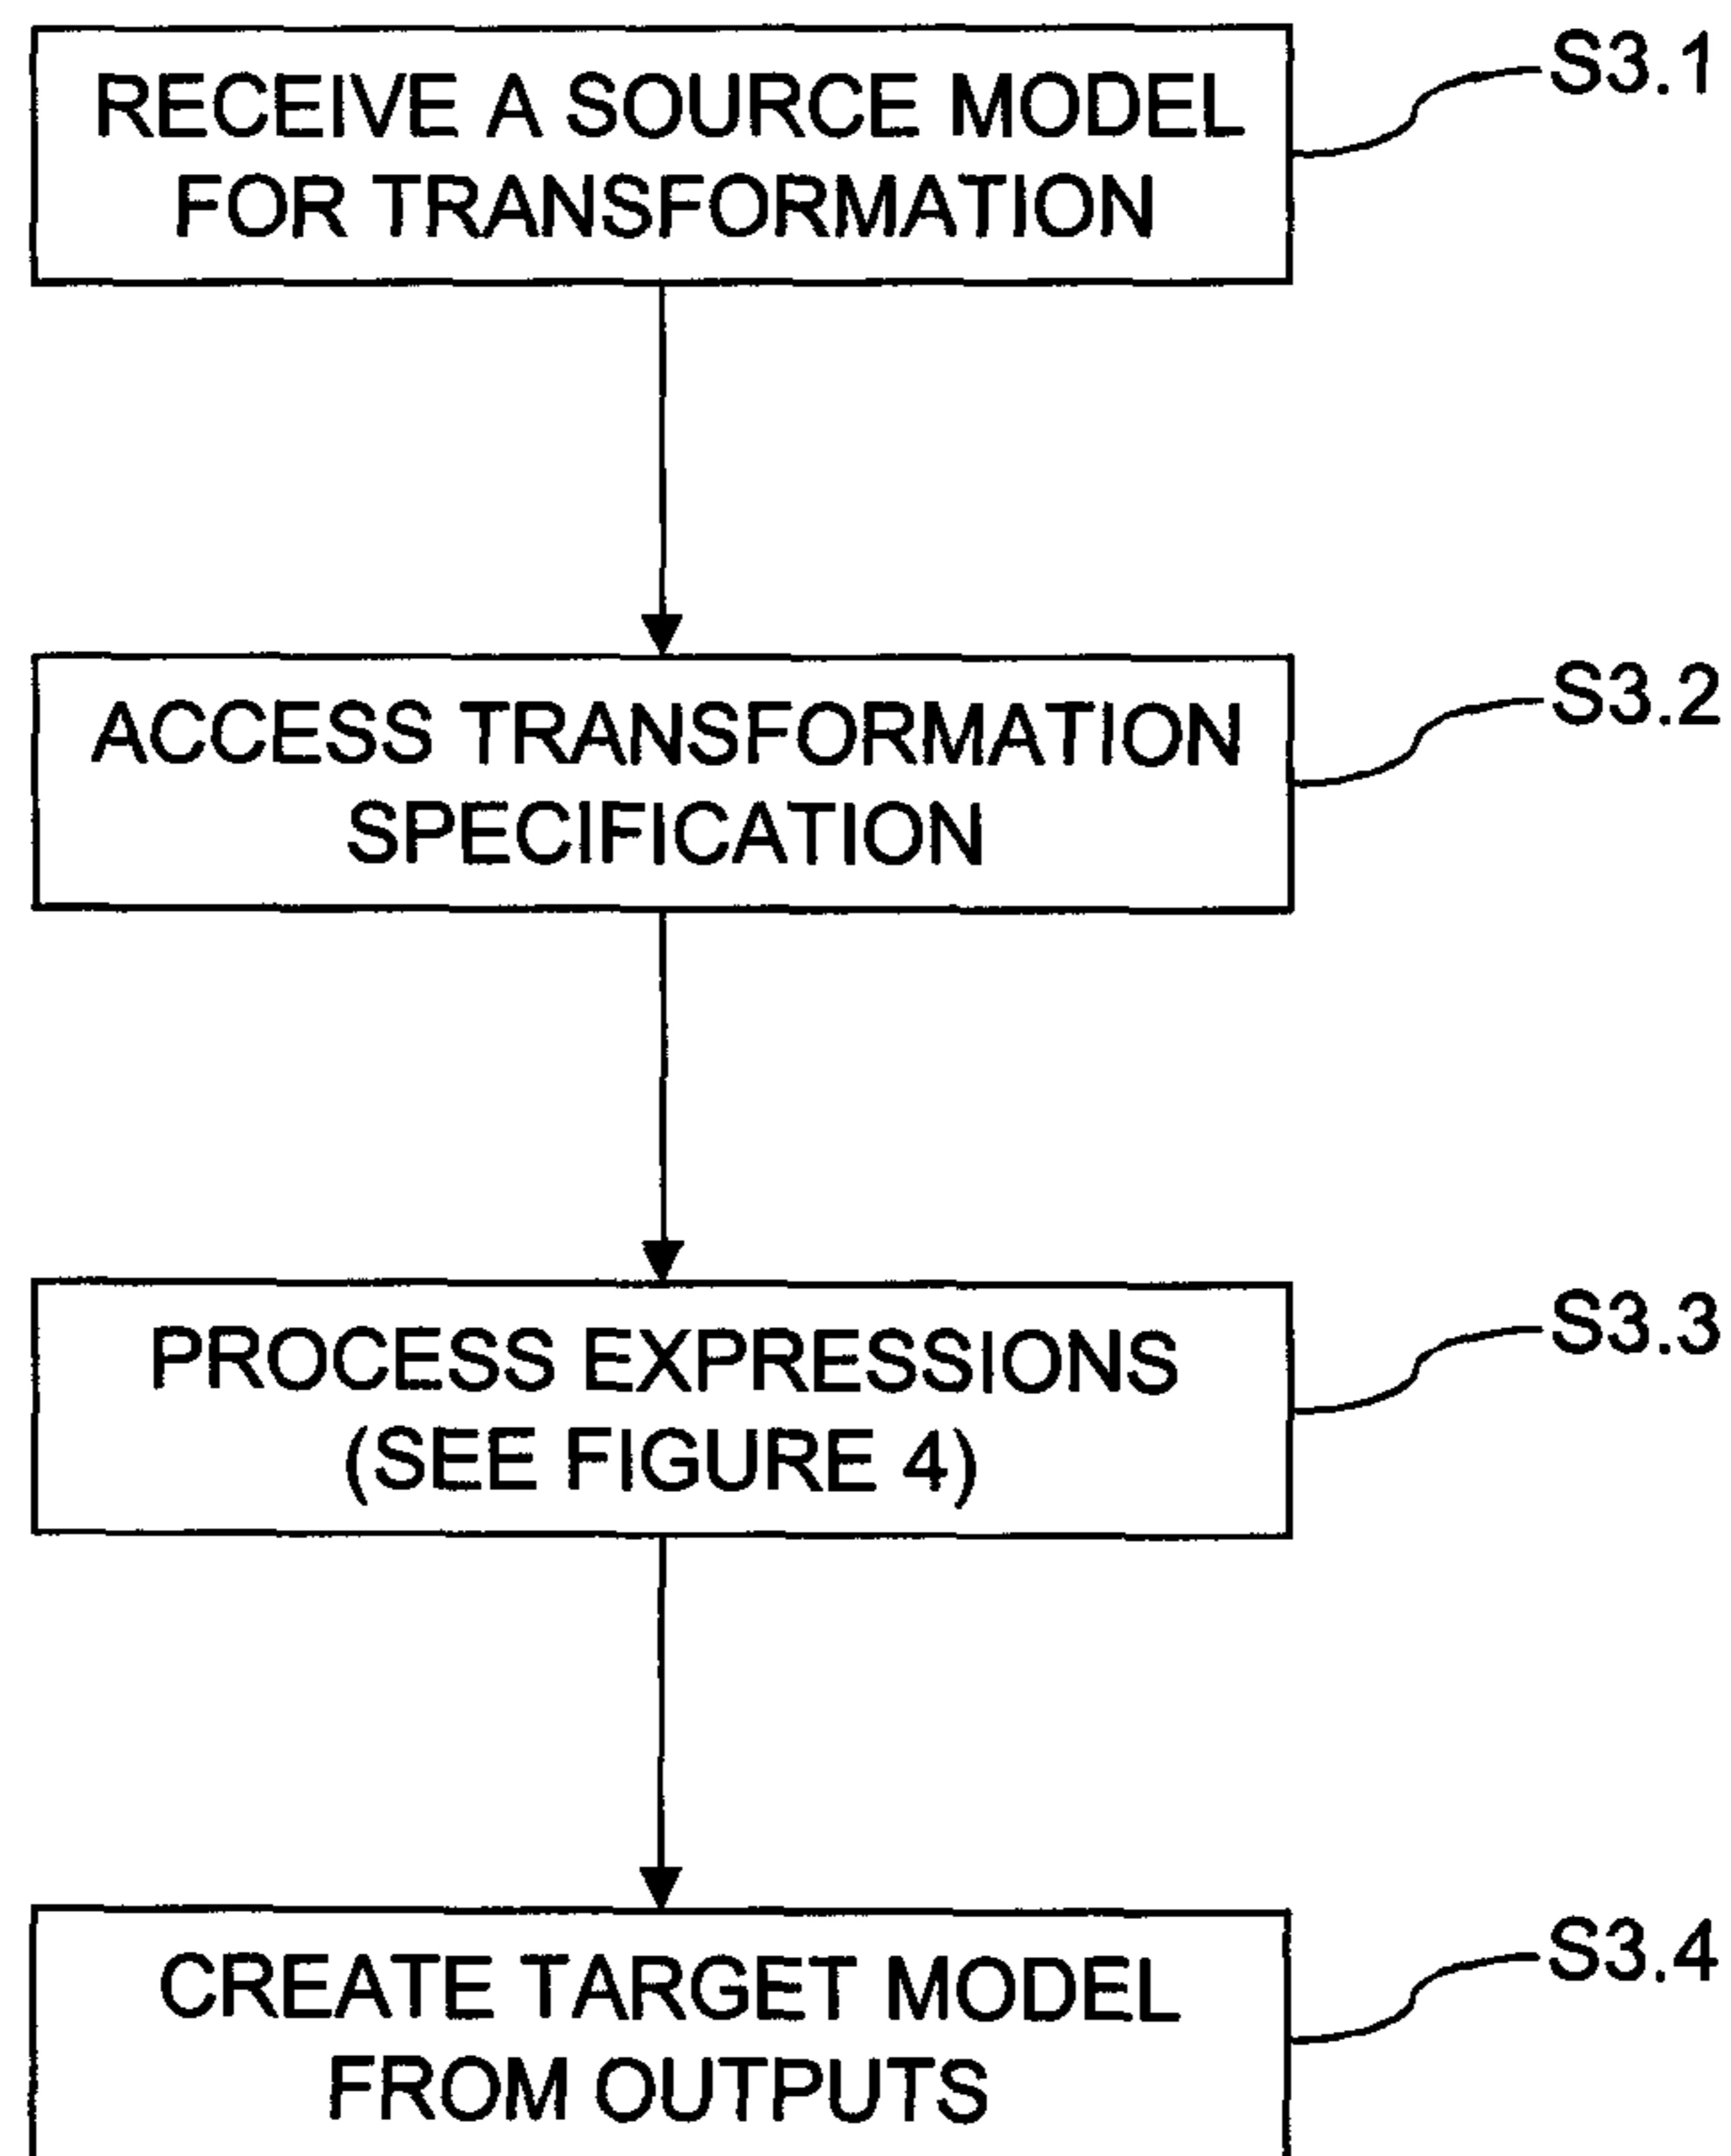 RECEIVE A SOURCE MODEL
FOR TRANSFORMATION
S3.1
ACCESS TRANSFORMATION
SPECIFICATION
S3.2
PROCESS EXPRESSIONS
(SEE FIGURE 4)
S3.3
CREATE TARGET MODEL
FROM OUTPUTS
S3.4